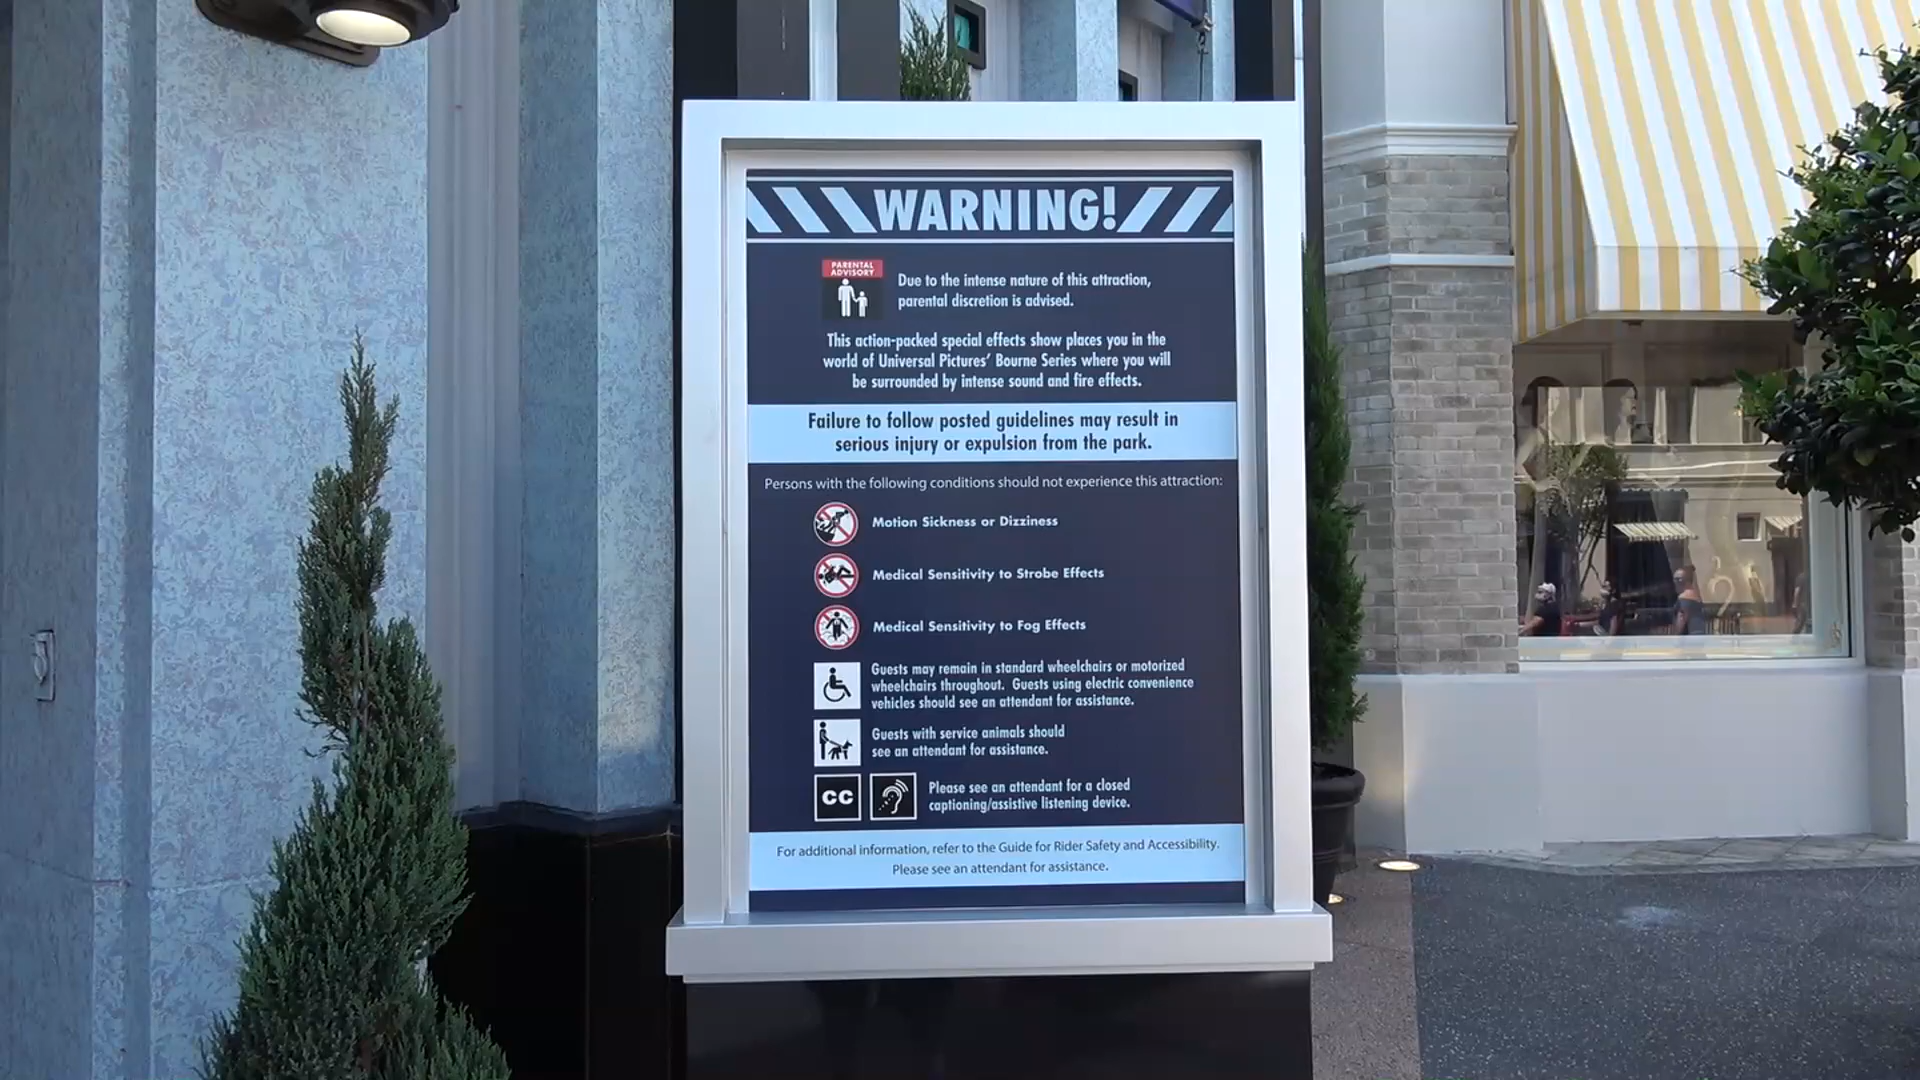 WARNING!
PARENTAL
ADVISORY
Due to the intense nature of this attraction,
parental discretion is advised.
This action-packed special effects show places you in the
world of Universal Pictures' Bourne Series where you will
be surrounded by intense sound and fire effects.
Failure to follow posted guidelines may result in
serious injury or expulsion from the park.
Persons with the following conditions should not experience this attraction:
Motion Sickness or Dizziness
Medical Sensitivity to Strobe Effects
Medical Sensitivity to Fog Effects
Guests may remain in standard wheelchairs or motorized
wheelchairs throughout. Guests using electric convenience
vehicles should see an attendant for assistance.
Guests with service animals should
see an attendant for assistance.
CC
Please see an attendant for a closed
captioning/assistive listening device.
For additional information, refer to the Guide for Rider Safety and Accessibility.
Please see an attendant for assistance.